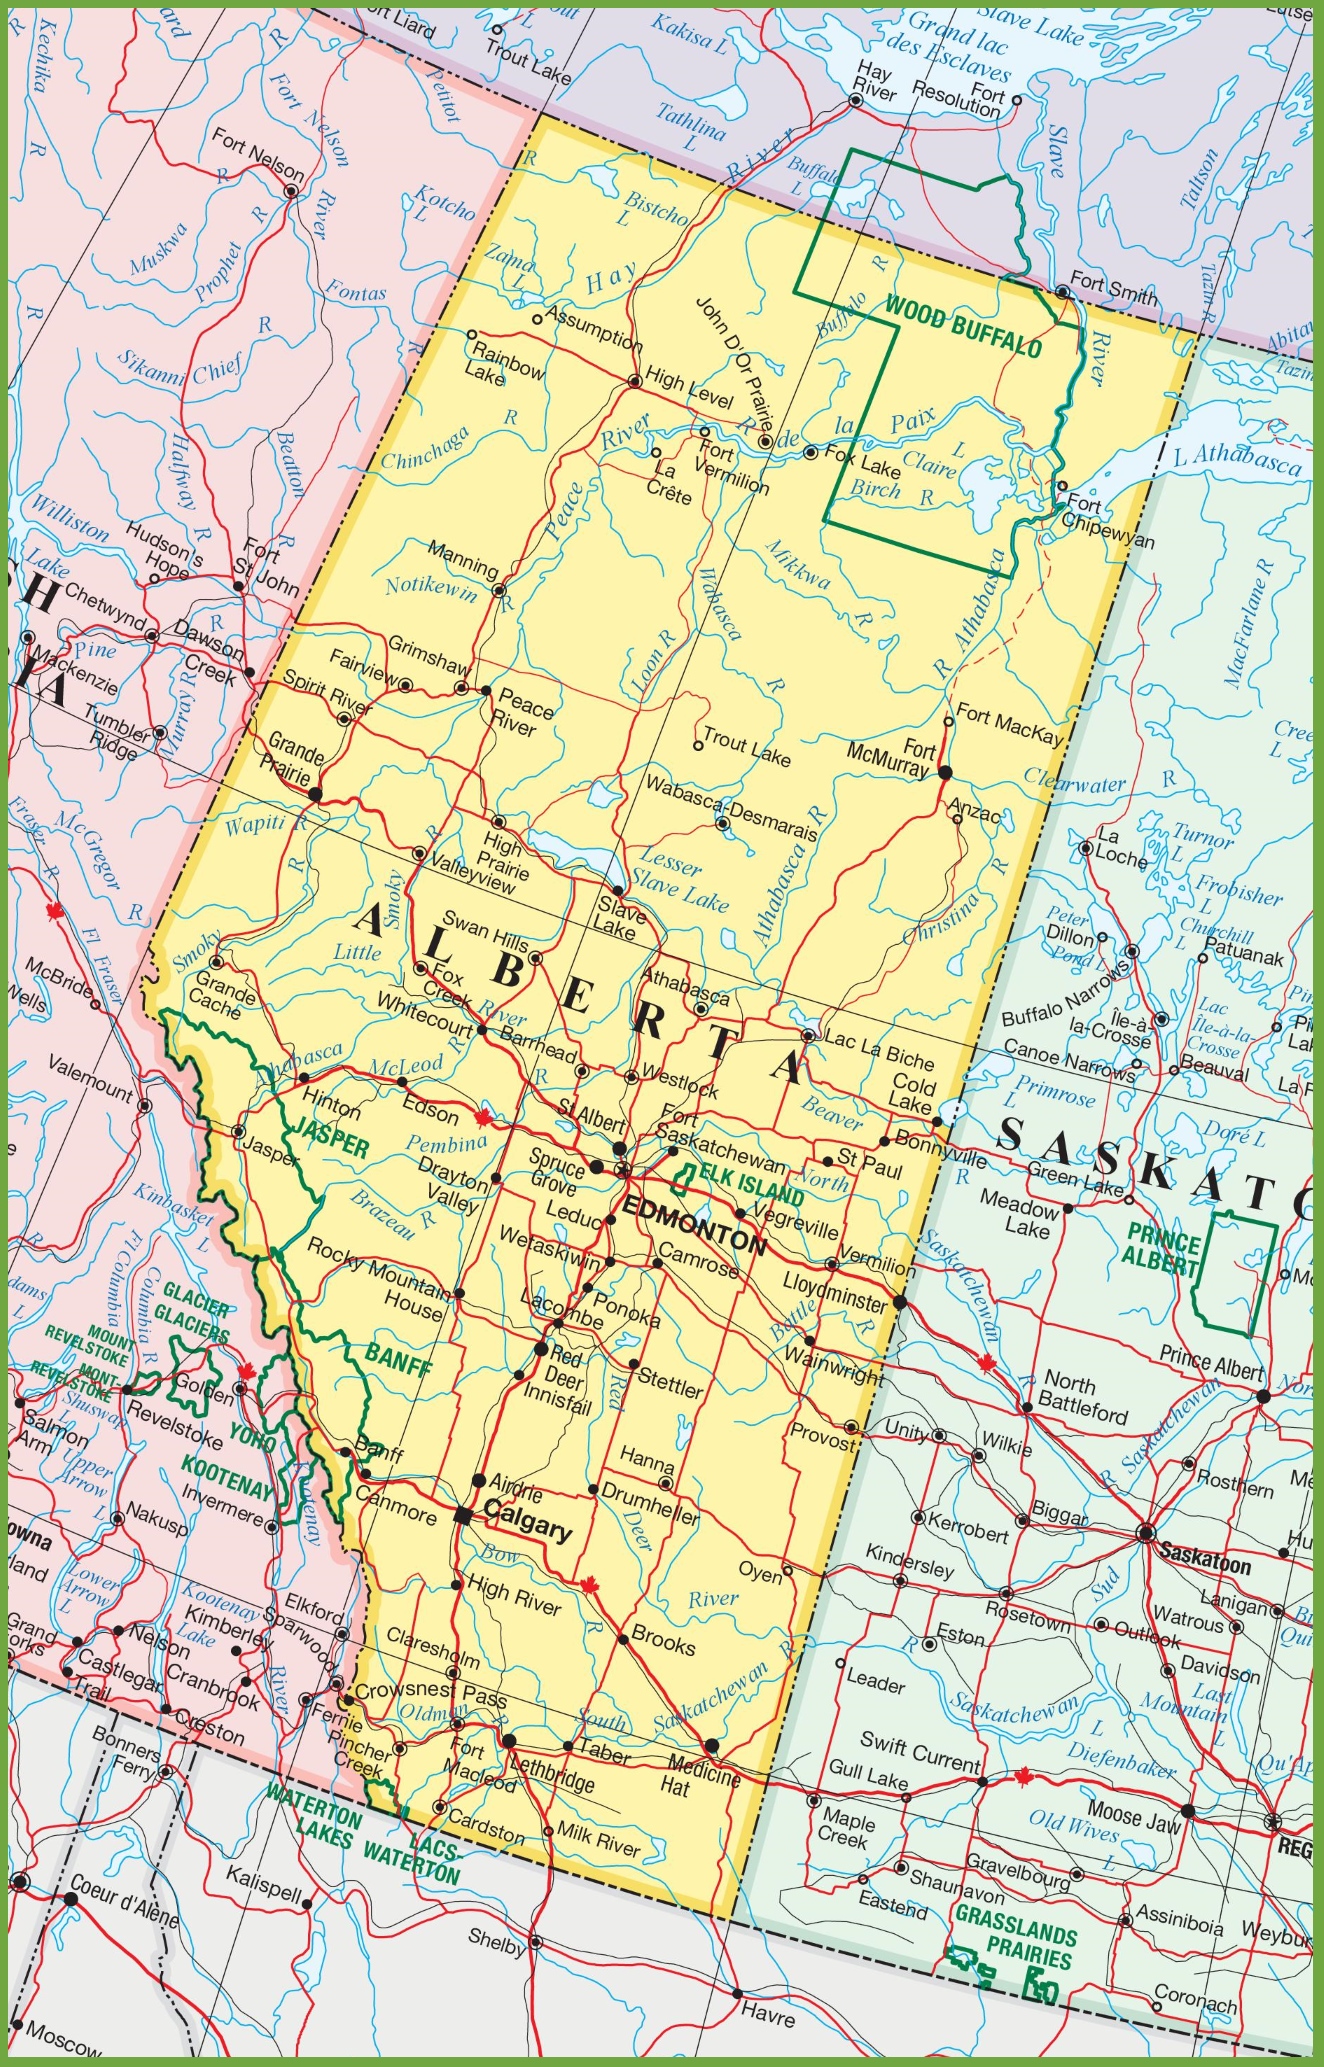 Kechika
R
Fort
Nelson
R
Petitot
R
Trout Lake
Kakisa L
Tathlina
L
Hay
River
Fort
Resolution
Grand lac
des Esclaves
Slave Lake
Slave
Taltson
River
Buffalo
L
Fort Nelson
R
River
R
Muskwa
Prophet
Kotcho
L
Fontas
R
R
Sikanni Chief
Halfway
R
Beatton
R
Bistcho
L
Zama
L
Hay
Assumption
Rainbow
Lake
High Level
John D'Or Prairie
Buffalo
R
WOOD BUFFALO
Fort Smith
River
Tazin R
Abitau
Tazin
R
Chinchaga
River
Peace
R
de
la
Paix
Fort
Vermilion
La
Crête
Fox Lake
L
Claire
Birch R
Fort
Chipewyan
L Athabasca
Williston
Lake
Hudson's
Hope
Fort
St John
Chetwynd
Dawson
Creek
R
Pine
Mackenzie
Murray R
Tumbler
Ridge
H
IA
Manning
Notikewin
R
Mikkwa
R
Wabasca
R
Loon R
Athabasca
R
MacFarlane R
Grimshaw
Fairview
Spirit River
Peace
River
Grande
Prairie
Trout Lake
Fort MacKay
Fort
McMurray
Wabasca-Desmarais
Anzac
Clearwater
R
Cree
L
Wapiti R
R
R
High
Prairie
Valleyview
Smoky
Lesser
Slave Lake
Slave
Lake
Athabasca R
Christina
R
La
Loche
Turnor
L
Frobisher
L
Churchill
L
Peter
Pond L
Dillon
Patuanak
Buffalo Narrows
Île-à-
la-Crosse
Lac
Île-à-la-
Crosse
Canoe Narrows
Beauval
Primrose
L
Doré L
Fraser
R
McGregor
R
Fl Fraser
McBride
Smoky
Grande
Cache
Little
Swan Hills
Fox
Creek
Whitecourt
River
ALBERTA
Athabasca
Barrhead
Westlock
Lac La Biche
Cold
Lake
Beaver
Bonnyville
R
Valemount
Athabasca
McLeod
R
R
Hinton
Edson
Jasper
JASPER
Pembina
St Albert
Fort
Saskatchewan
Spruce
Grove
ELK ISLAND
St Paul
North
Drayton
Valley
Leduc
EDMONTON
Vegreville
Vermilion
SASKATC
Green Lake
Meadow
Lake
PRINCE
ALBERT
Saskatchewan
R
Kinbasket
L
Fl Columbia
Columbia R
Brazeau
R
Wetaskiwin
Camrose
Rocky Mountain
House
Lacombe
Ponoka
Lloydminster
Battle
R
Wainwright
GLACIER
GLACIERS
MOUNT
REVELSTOKE
MONT-
REVELSTOKE
Golden
Revelstoke
YOHO
KOOTENAY
BANFF
Red
Deer
Innisfail
Stettler
Red
Provost
Unity
Wilkie
North
Battleford
Prince Albert
Saskatchewan
R
Rosthern
Salmon
Arm
Shuswap
L
Upper
Arrow
L
Nakusp
Invermere
Kootenay
Banff
Canmore
Airdrie
Calgary
Hanna
Drumheller
Deer
Oyen
Kerrobert
Biggar
Saskatoon
Kindersley
Rosetown
Outlook
Lanigan
Watrous
Lower
Arrow
L
Kootenay
Lake
Elkford
Sparwood
Kimberley
Nelson
Castlegar
Cranbrook
Trail
Creston
River
Fernie
Bow
High River
R
Brooks
River
R
Eston
Sud
Davidson
Last
Mountain
L
Leader
Claresholm
Crowsnest Pass
Oldman
R
Pincher
Creek
Fort
Macleod
Lethbridge
South
Saskatchewan
Taber
Medicine
Hat
Saskatchewan
L
Diefenbaker
Swift Current
Gull Lake
Maple
Creek
Moose Jaw
Old Wives
L
Qu'Ap
REG
Bonners
Ferry
WATERTON
LAKES
LACS-
WATERTON
Cardston
Milk River
Gravelbourg
Shaunavon
Eastend
GRASSLANDS
PRAIRIES
Assiniboia
Weybur
Coronach
Coeur d'Alène
Kalispell
Shelby
Havre
Moscow